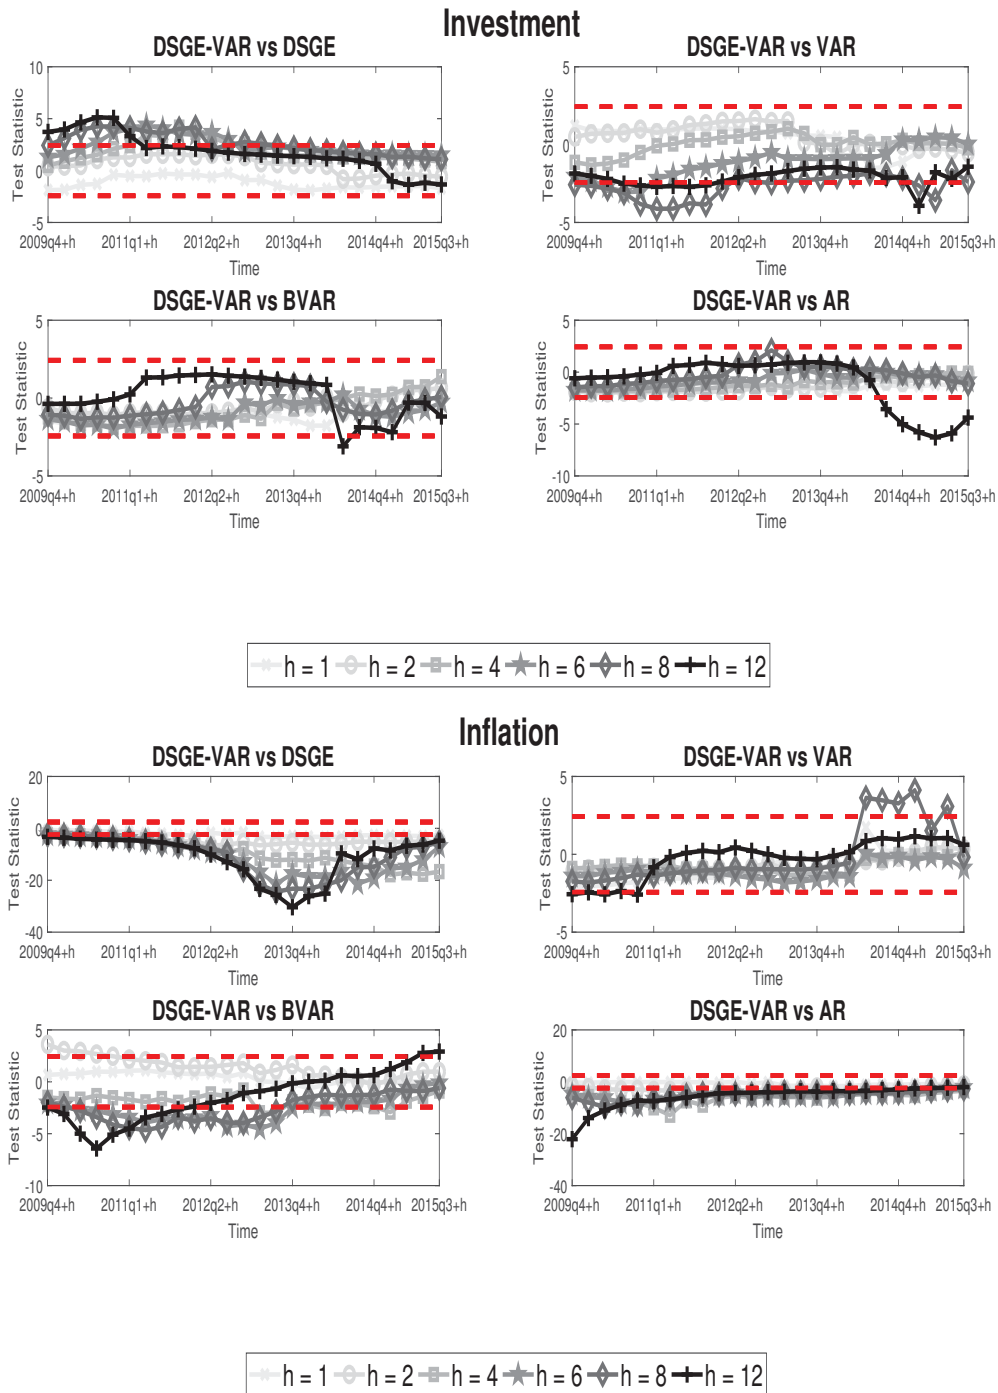 Investment
DSGE-VAR vs DSGE
DSGE-VAR vs VAR
Test Statistic
10
5
0
-5
2009q4+h 2011q1+h 2012q2+h 2013q4+h 2014q4+h 2015q3+h
Time
Test Statistic
5
0
-5
2009q4+h 2011q1+h 2012q2+h 2013q4+h 2014q4+h 2015q3+h
Time
DSGE-VAR vs BVAR
DSGE-VAR vs AR
Test Statistic
5
0
-5
2009q4+h 2011q1+h 2012q2+h 2013q4+h 2014q4+h 2015q3+h
Time
Test Statistic
5
0
-5
-10
2009q4+h 2011q1+h 2012q2+h 2013q4+h 2014q4+h 2015q3+h
Time
h = 1 h = 2 h = 4 h = 6 h = 8 h = 12
Inflation
DSGE-VAR vs DSGE
DSGE-VAR vs VAR
Test Statistic
20
0
-20
-40
2009q4+h 2011q1+h 2012q2+h 2013q4+h 2014q4+h 2015q3+h
Time
Test Statistic
5
0
-5
2009q4+h 2011q1+h 2012q2+h 2013q4+h 2014q4+h 2015q3+h
Time
DSGE-VAR vs BVAR
DSGE-VAR vs AR
Test Statistic
5
0
-5
-10
2009q4+h 2011q1+h 2012q2+h 2013q4+h 2014q4+h 2015q3+h
Time
Test Statistic
20
0
-20
-40
2009q4+h 2011q1+h 2012q2+h 2013q4+h 2014q4+h 2015q3+h
Time
h = 1 h = 2 h = 4 h = 6 h = 8 h = 12